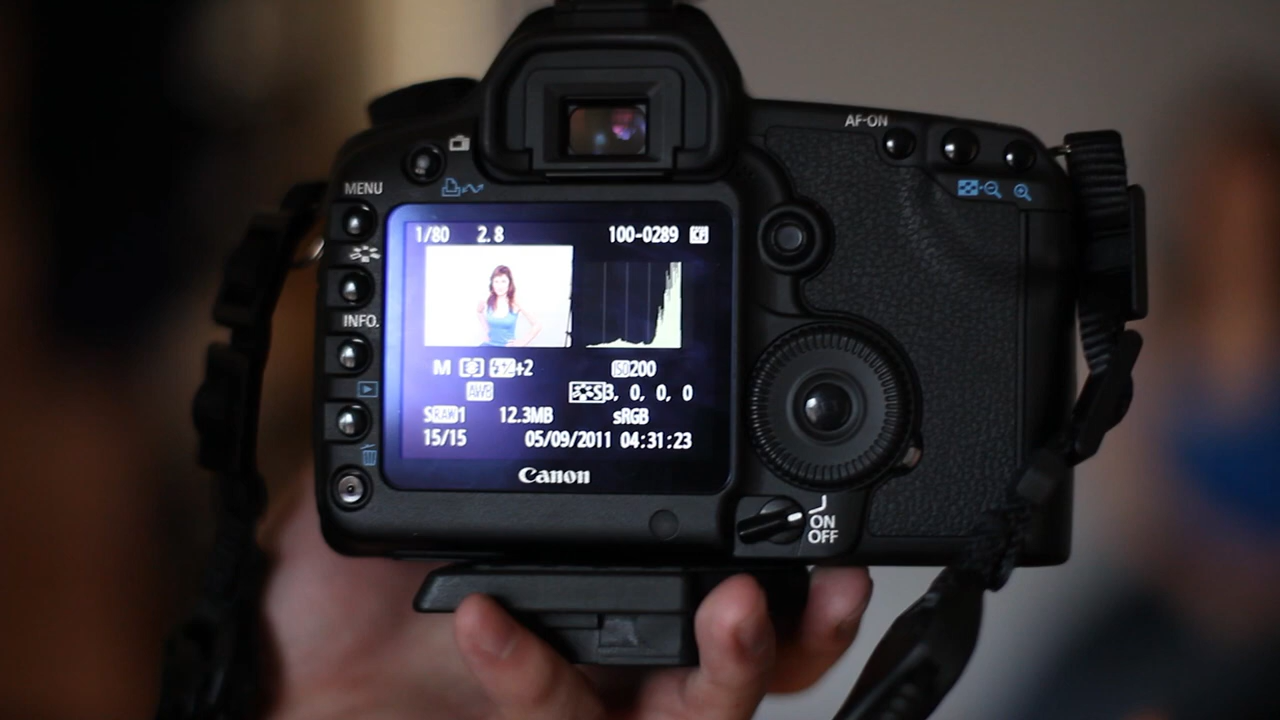 AF-ON
MENU
1/80 2.8 100-0289 CF
INFO.
M +2 ISO200
AWB S 3, 0, 0, 0
SRAW1 12.3MB sRGB
15/15 05/09/2011 04:31:23
Canon
ON
OFF